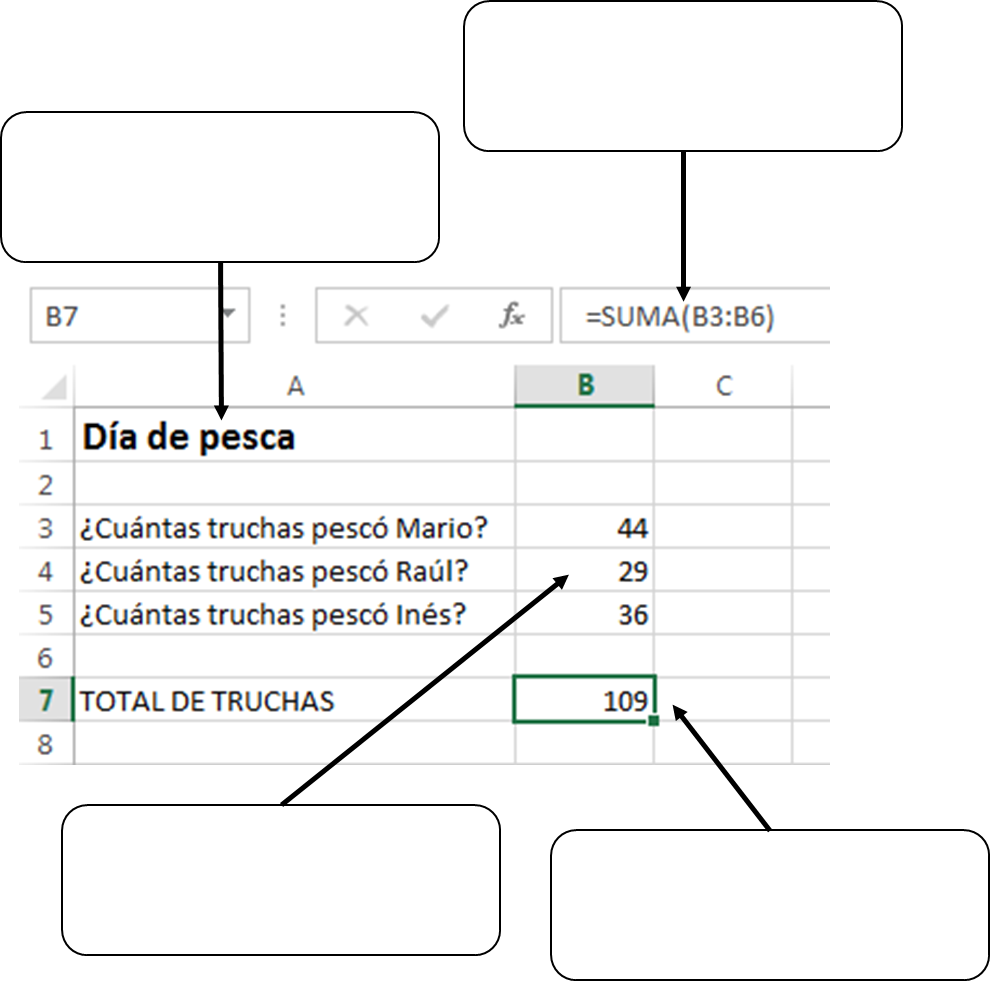 B7 fx =SUMA(B3:B6)
A B C
1 Día de pesca
2
3 ¿Cuántas truchas pescó Mario? 44
4 ¿Cuántas truchas pescó Raúl? 29
5 ¿Cuántas truchas pescó Inés? 36
6
7 TOTAL DE TRUCHAS 109
8